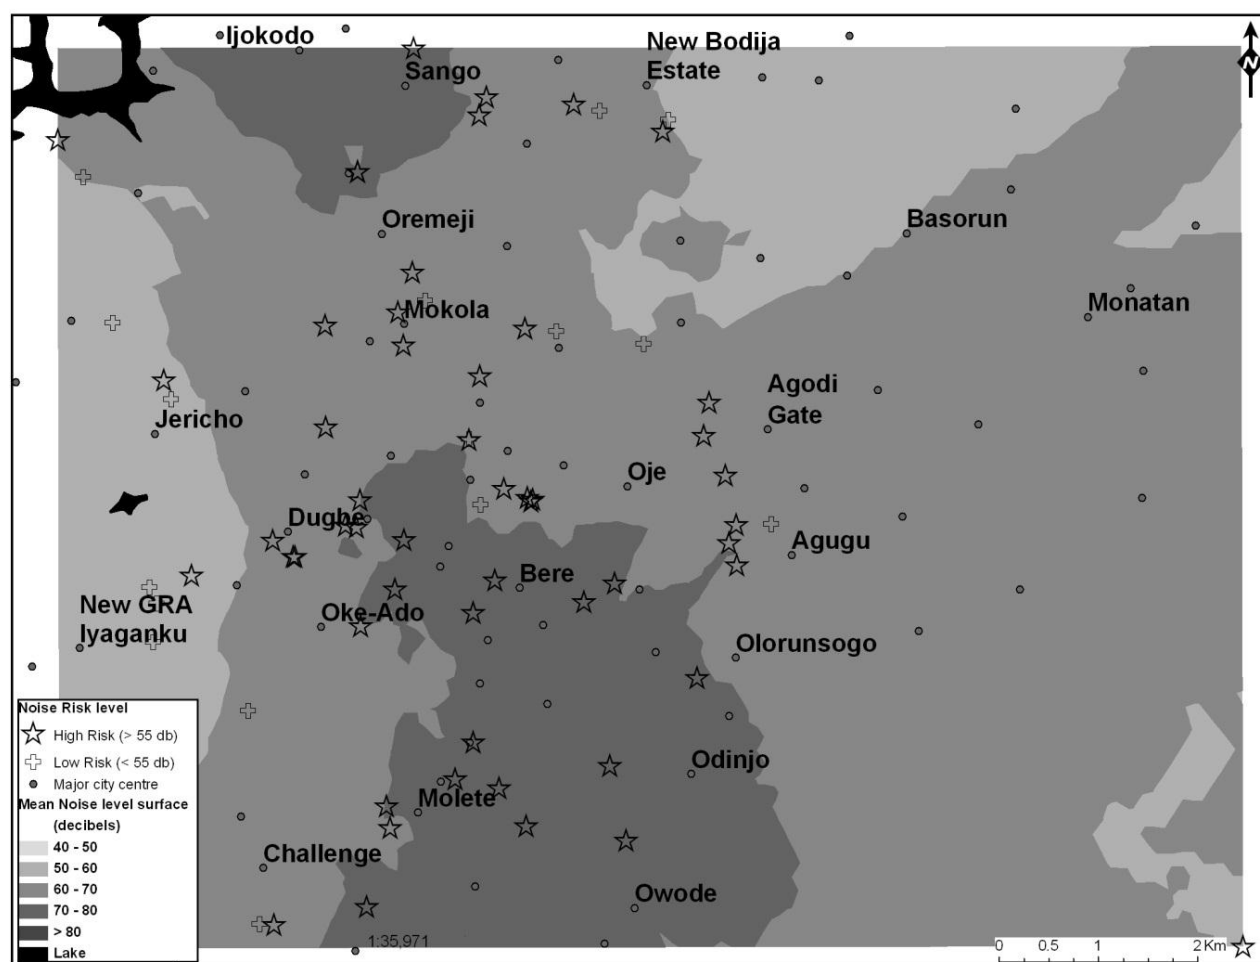 Ijokodo
New Bodija
Estate
N
Sango
Oremeji
Basorun
Mokola
Monatan
Agodi
Gate
Jericho
Oje
Dughe
Agugu
Bere
New GRA
Iyaganku
Oke-Ado
Olorunsogo
Odinjo
Molete
Challenge
Owode
Noise Risk level
High Risk (> 55 db)
Low Risk (< 55 db)
Major city centre
Mean Noise level surface
(decibels)
40 - 50
50 - 60
60 - 70
70 - 80
> 80
Lake
1:35,971
0 0.5 1 2 Km